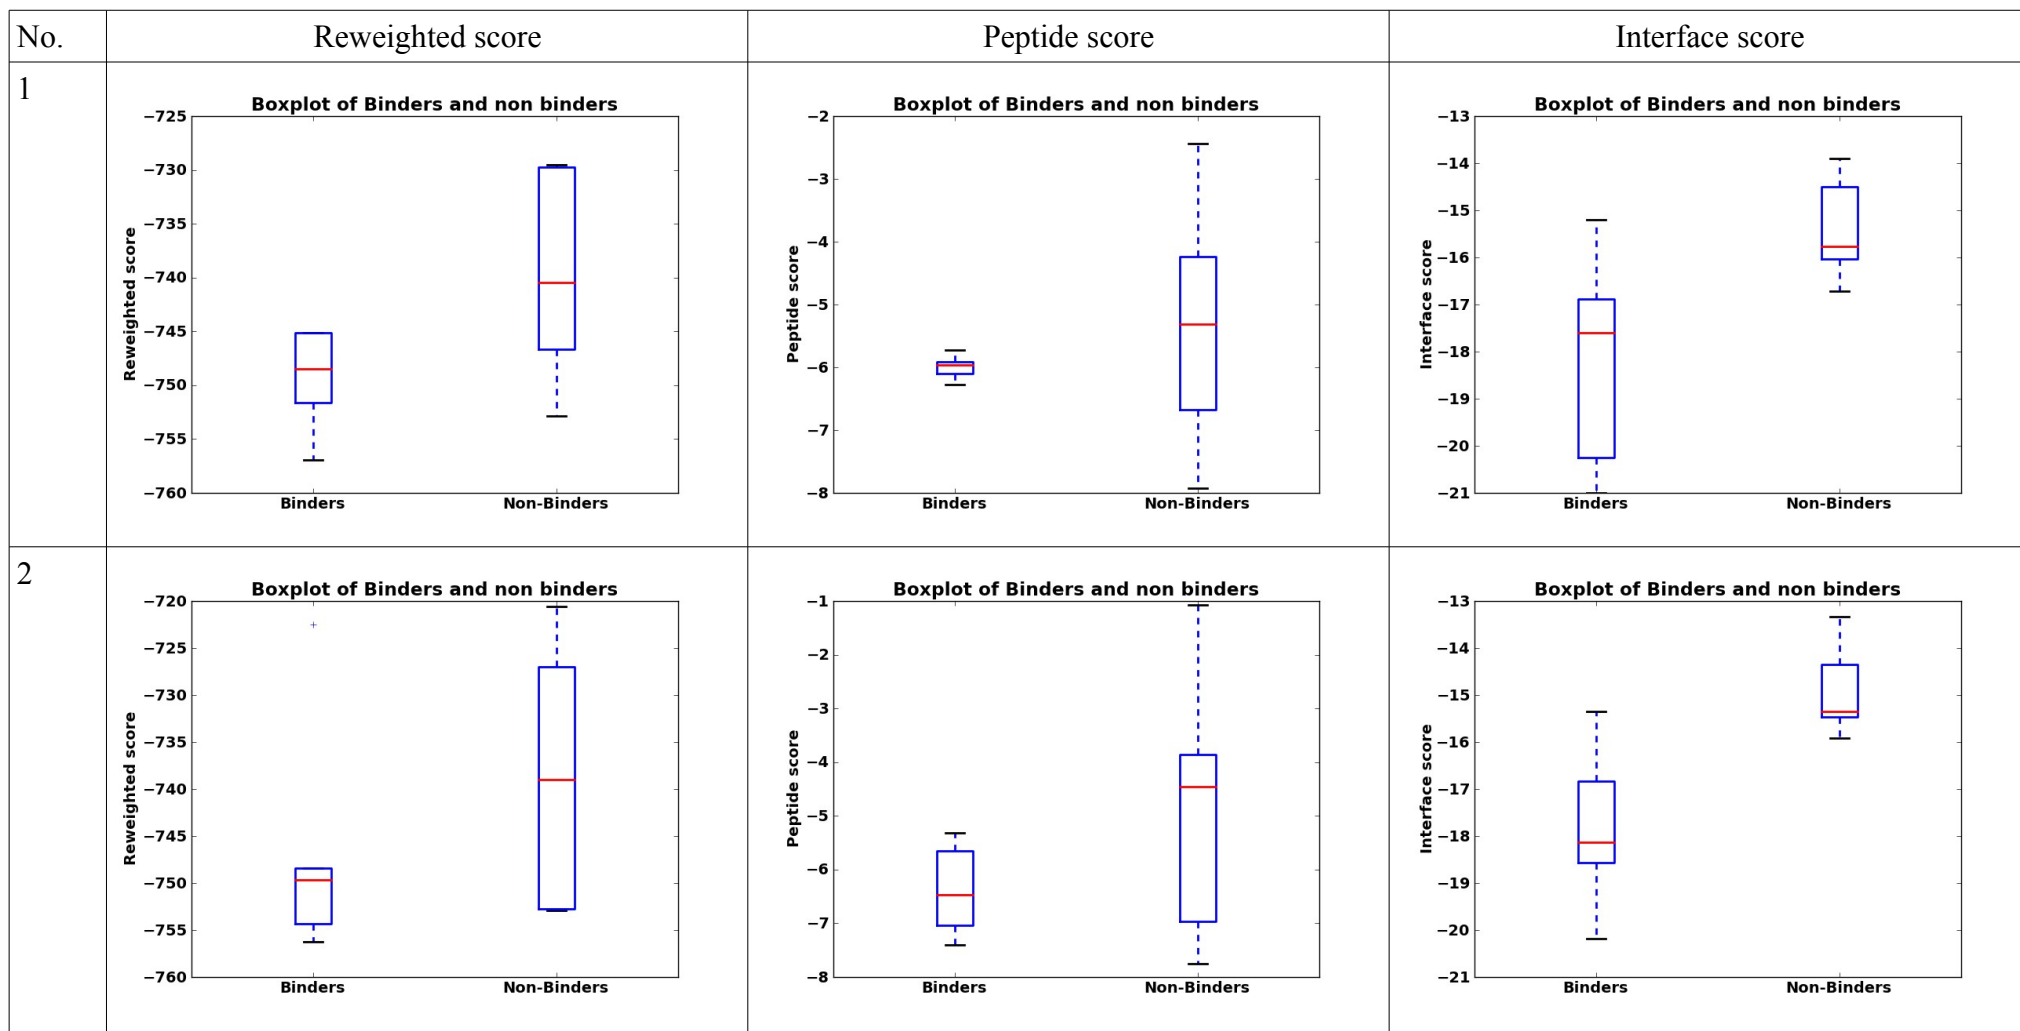 No. Reweighted score Peptide score Interface score
1
Boxplot of Binders and non binders
Reweighted score
−725
−730
−735
−740
−745
−750
−755
−760
Binders Non-Binders
Boxplot of Binders and non binders
Peptide score
−2
−3
−4
−5
−6
−7
−8
Binders Non-Binders
Boxplot of Binders and non binders
Interface score
−13
−14
−15
−16
−17
−18
−19
−20
−21
Binders Non-Binders
2
Boxplot of Binders and non binders
Reweighted score
−720
−725
−730
−735
−740
−745
−750
−755
−760
Binders Non-Binders
Boxplot of Binders and non binders
Peptide score
−1
−2
−3
−4
−5
−6
−7
−8
Binders Non-Binders
Boxplot of Binders and non binders
Interface score
−13
−14
−15
−16
−17
−18
−19
−20
−21
Binders Non-Binders